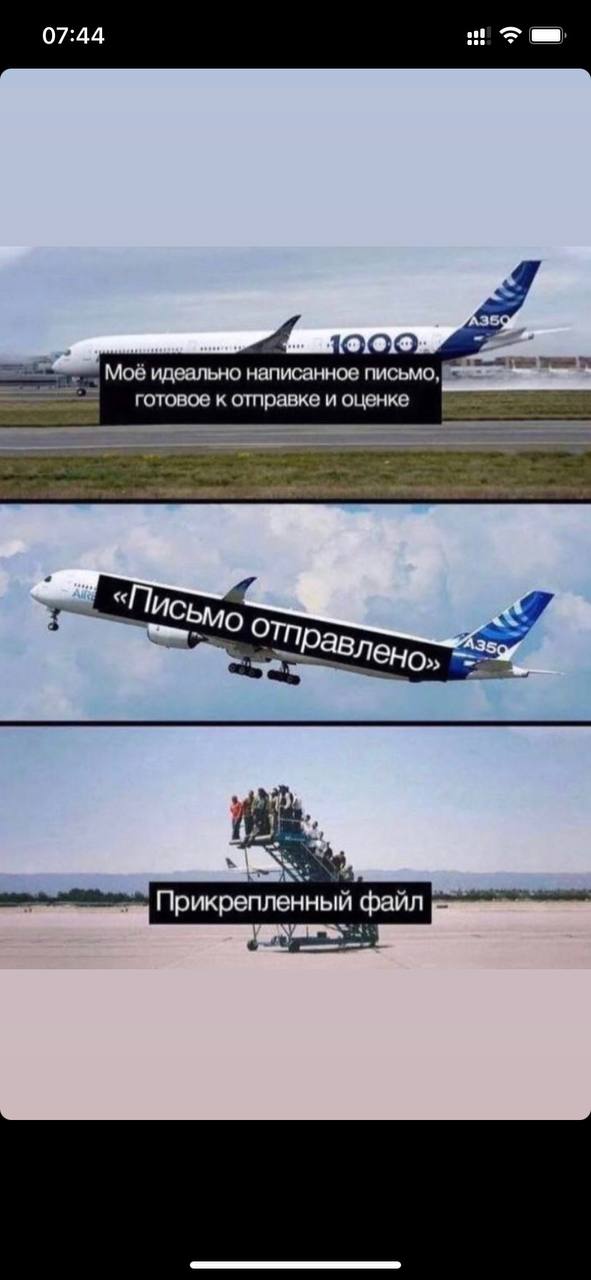 07:44
A350
1000
Моё идеально написанное письмо,
готовое к отправке и оценке
«Письмо отправлено»
A350
Прикрепленный файл